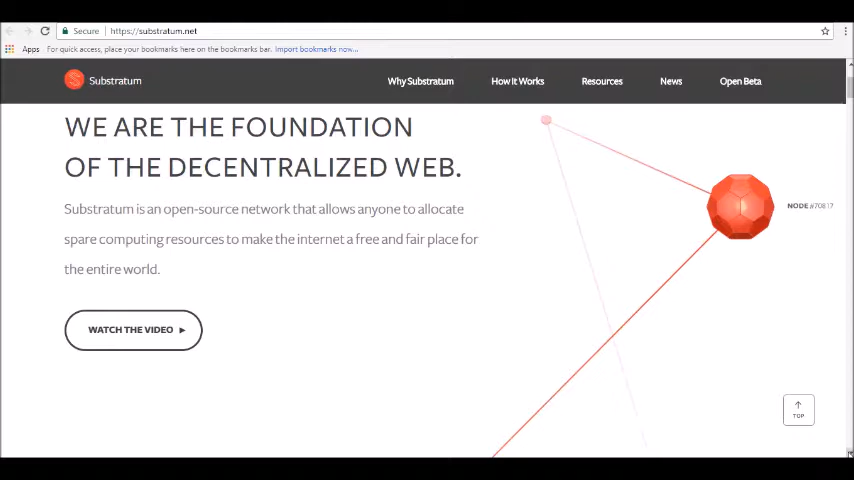 Secure https://substratum.net
Apps For quick access, place your bookmarks here on the bookmarks bar. Import bookmarks now...
Substratum Why Substratum How It Works Resources News Open Beta
WE ARE THE FOUNDATION
OF THE DECENTRALIZED WEB.
Substratum is an open-source network that allows anyone to allocate
spare computing resources to make the internet a free and fair place for
the entire world.
NODE #70817
WATCH THE VIDEO
TOP